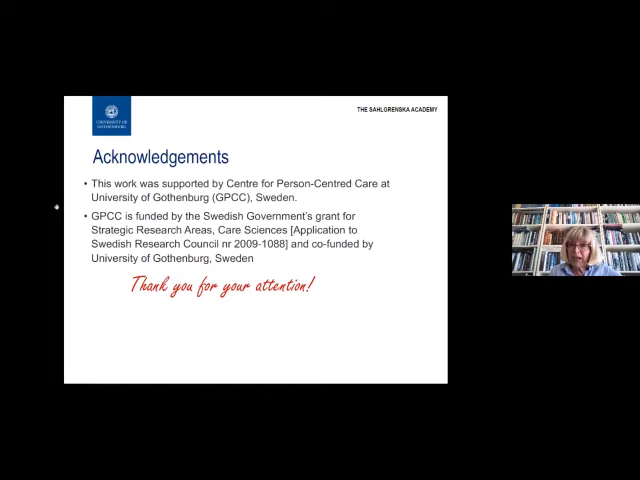 UNIVERSITY OF
GOTHENBURG
THE SAHLGRENSKA ACADEMY
Acknowledgements
• This work was supported by Centre for Person-Centred Care at
University of Gothenburg (GPCC), Sweden.
• GPCC is funded by the Swedish Government's grant for
Strategic Research Areas, Care Sciences [Application to
Swedish Research Council nr 2009-1088] and co-funded by
University of Gothenburg, Sweden
Thank you for your attention!